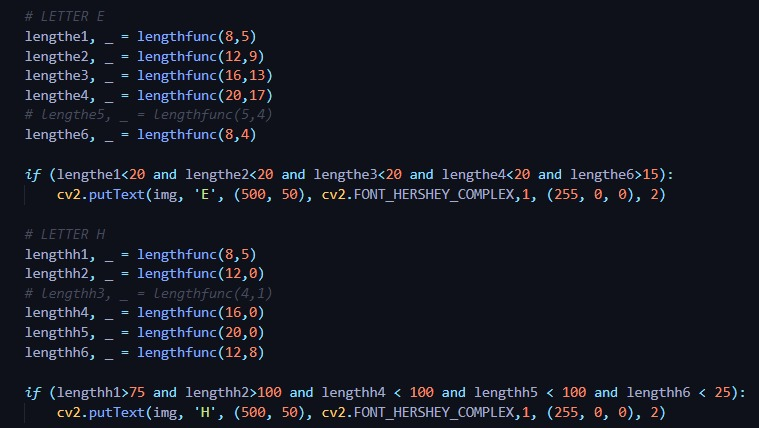 # LETTER E
lengthe1, _ = lengthfunc(8,5)
lengthe2, _ = lengthfunc(12,9)
lengthe3, _ = lengthfunc(16,13)
lengthe4, _ = lengthfunc(20,17)
# lengthe5, _ = lengthfunc(5,4)
lengthe6, _ = lengthfunc(8,4)
if (lengthe1<20 and lengthe2<20 and lengthe3<20 and lengthe4<20 and lengthe6>15):
cv2.putText(img, 'E', (500, 50), cv2.FONT_HERSHEY_COMPLEX,1, (255, 0, 0), 2)
# LETTER H
lengthh1, _ = lengthfunc(8,5)
lengthh2, _ = lengthfunc(12,0)
# lengthh3, _ = lengthfunc(4,1)
lengthh4, _ = lengthfunc(16,0)
lengthh5, _ = lengthfunc(20,0)
lengthh6, _ = lengthfunc(12,8)
if (lengthh1>75 and lengthh2>100 and lengthh4 < 100 and lengthh5 < 100 and lengthh6 < 25):
cv2.putText(img, 'H', (500, 50), cv2.FONT_HERSHEY_COMPLEX,1, (255, 0, 0), 2)